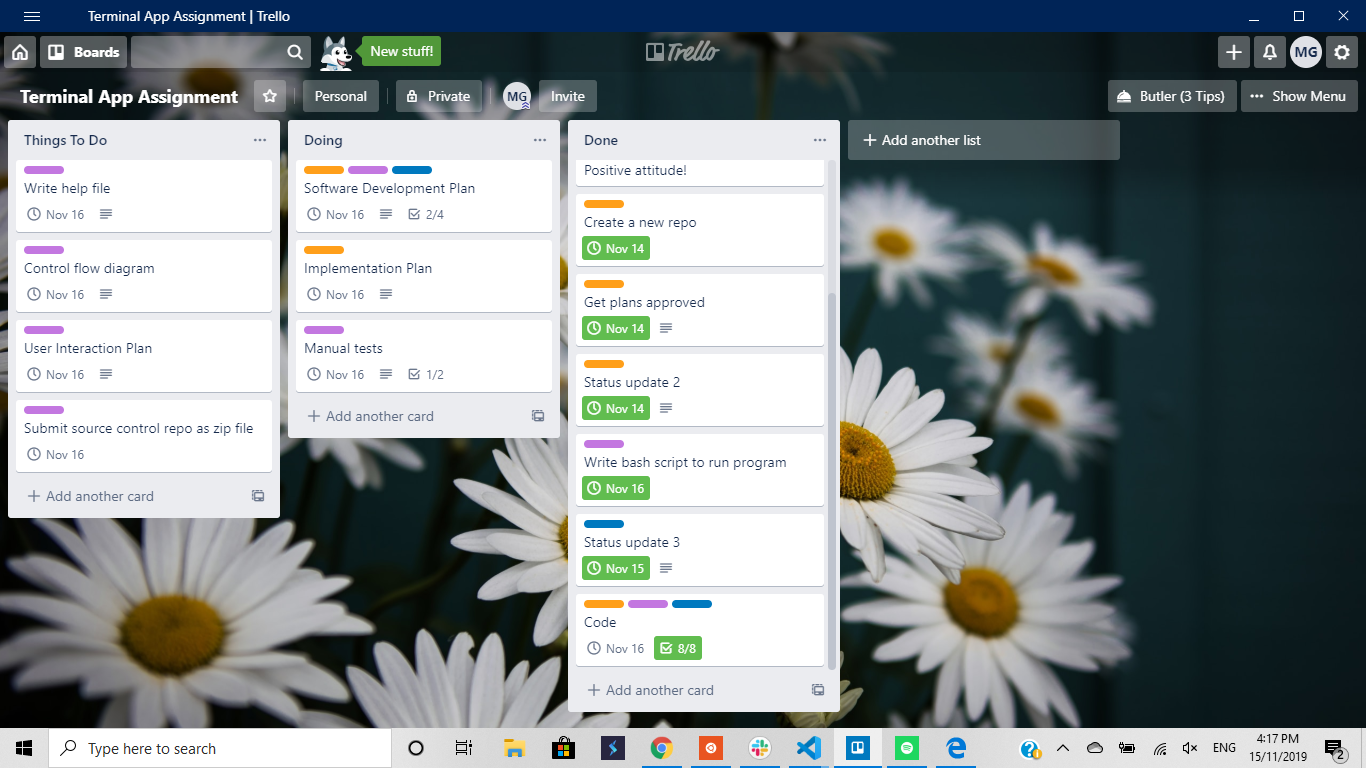 Terminal App Assignment | Trello
Boards
New stuff!
Trello
MG
Terminal App Assignment
Personal
Private
MG
Invite
Butler (3 Tips)
Show Menu
Things To Do
Write help file
Nov 16
Control flow diagram
Nov 16
User Interaction Plan
Nov 16
Submit source control repo as zip file
Nov 16
Add another card
Doing
Software Development Plan
Nov 16
2/4
Implementation Plan
Nov 16
Manual tests
Nov 16
1/2
Add another card
Done
Positive attitude!
Create a new repo
Nov 14
Get plans approved
Nov 14
Status update 2
Nov 14
Write bash script to run program
Nov 16
Status update 3
Nov 15
Code
Nov 16
8/8
Add another card
Add another list
Type here to search
ENG
4:17 PM
15/11/2019
2